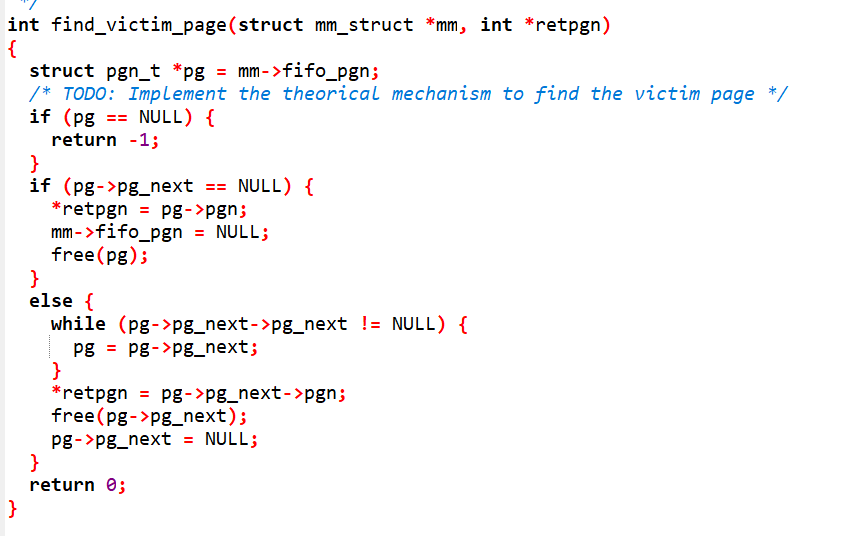 */
int find_victim_page(struct mm_struct *mm, int *retpgn)
{
  struct pgn_t *pg = mm->fifo_pgn;
  /* TODO: Implement the theorical mechanism to find the victim page */
  if (pg == NULL) {
    return -1;
  }
  if (pg->pg_next == NULL) {
    *retpgn = pg->pgn;
    mm->fifo_pgn = NULL;
    free(pg);
  }
  else {
    while (pg->pg_next->pg_next != NULL) {
      pg = pg->pg_next;
    }
    *retpgn = pg->pg_next->pgn;
    free(pg->pg_next);
    pg->pg_next = NULL;
  }
  return 0;
}